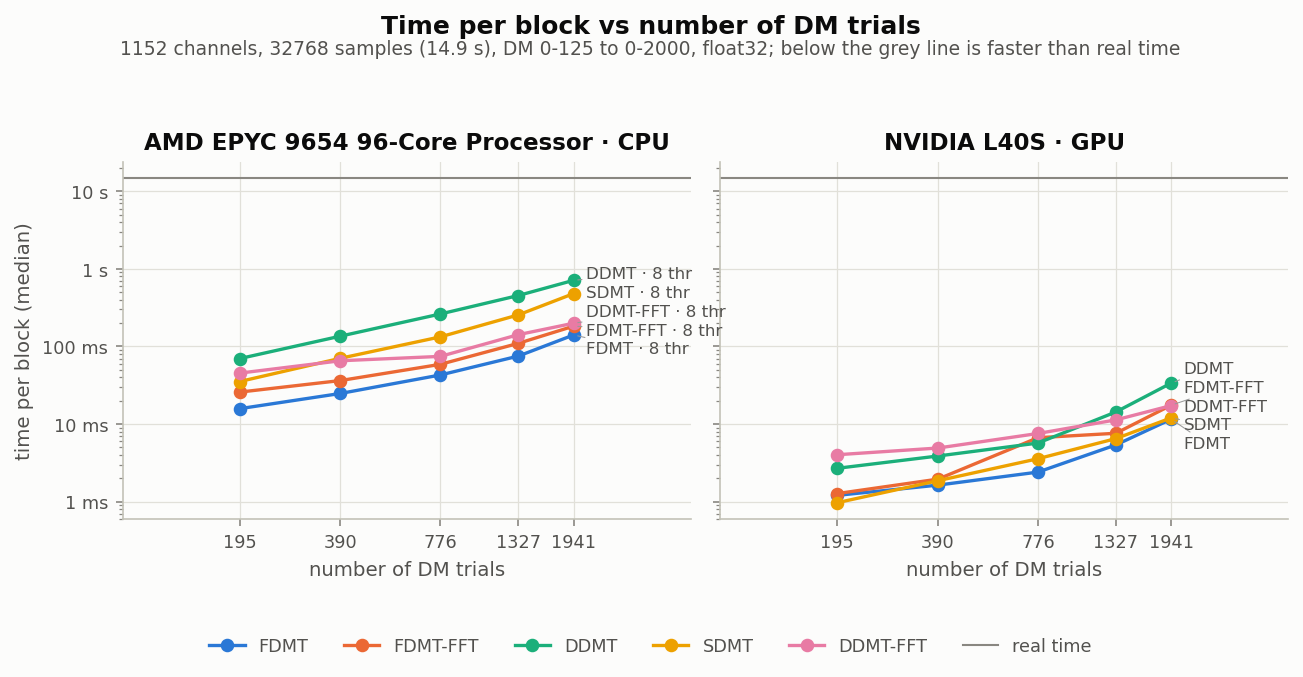 Time per block vs number of DM trials
1152 channels, 32768 samples (14.9 s), DM 0-125 to 0-2000, float32; below the grey line is faster than real time
AMD EPYC 9654 96-Core Processor · CPU
NVIDIA L40S · GPU
time per block (median)
10 s
1 s
100 ms
10 ms
1 ms
DDMT · 8 thr
SDMT · 8 thr
DDMT-FFT · 8 thr
FDMT-FFT · 8 thr
FDMT · 8 thr
DDMT
FDMT-FFT
DDMT-FFT
SDMT
FDMT
195 390 776 1327 1941
195 390 776 1327 1941
number of DM trials
number of DM trials
FDMT FDMT-FFT DDMT SDMT DDMT-FFT real time